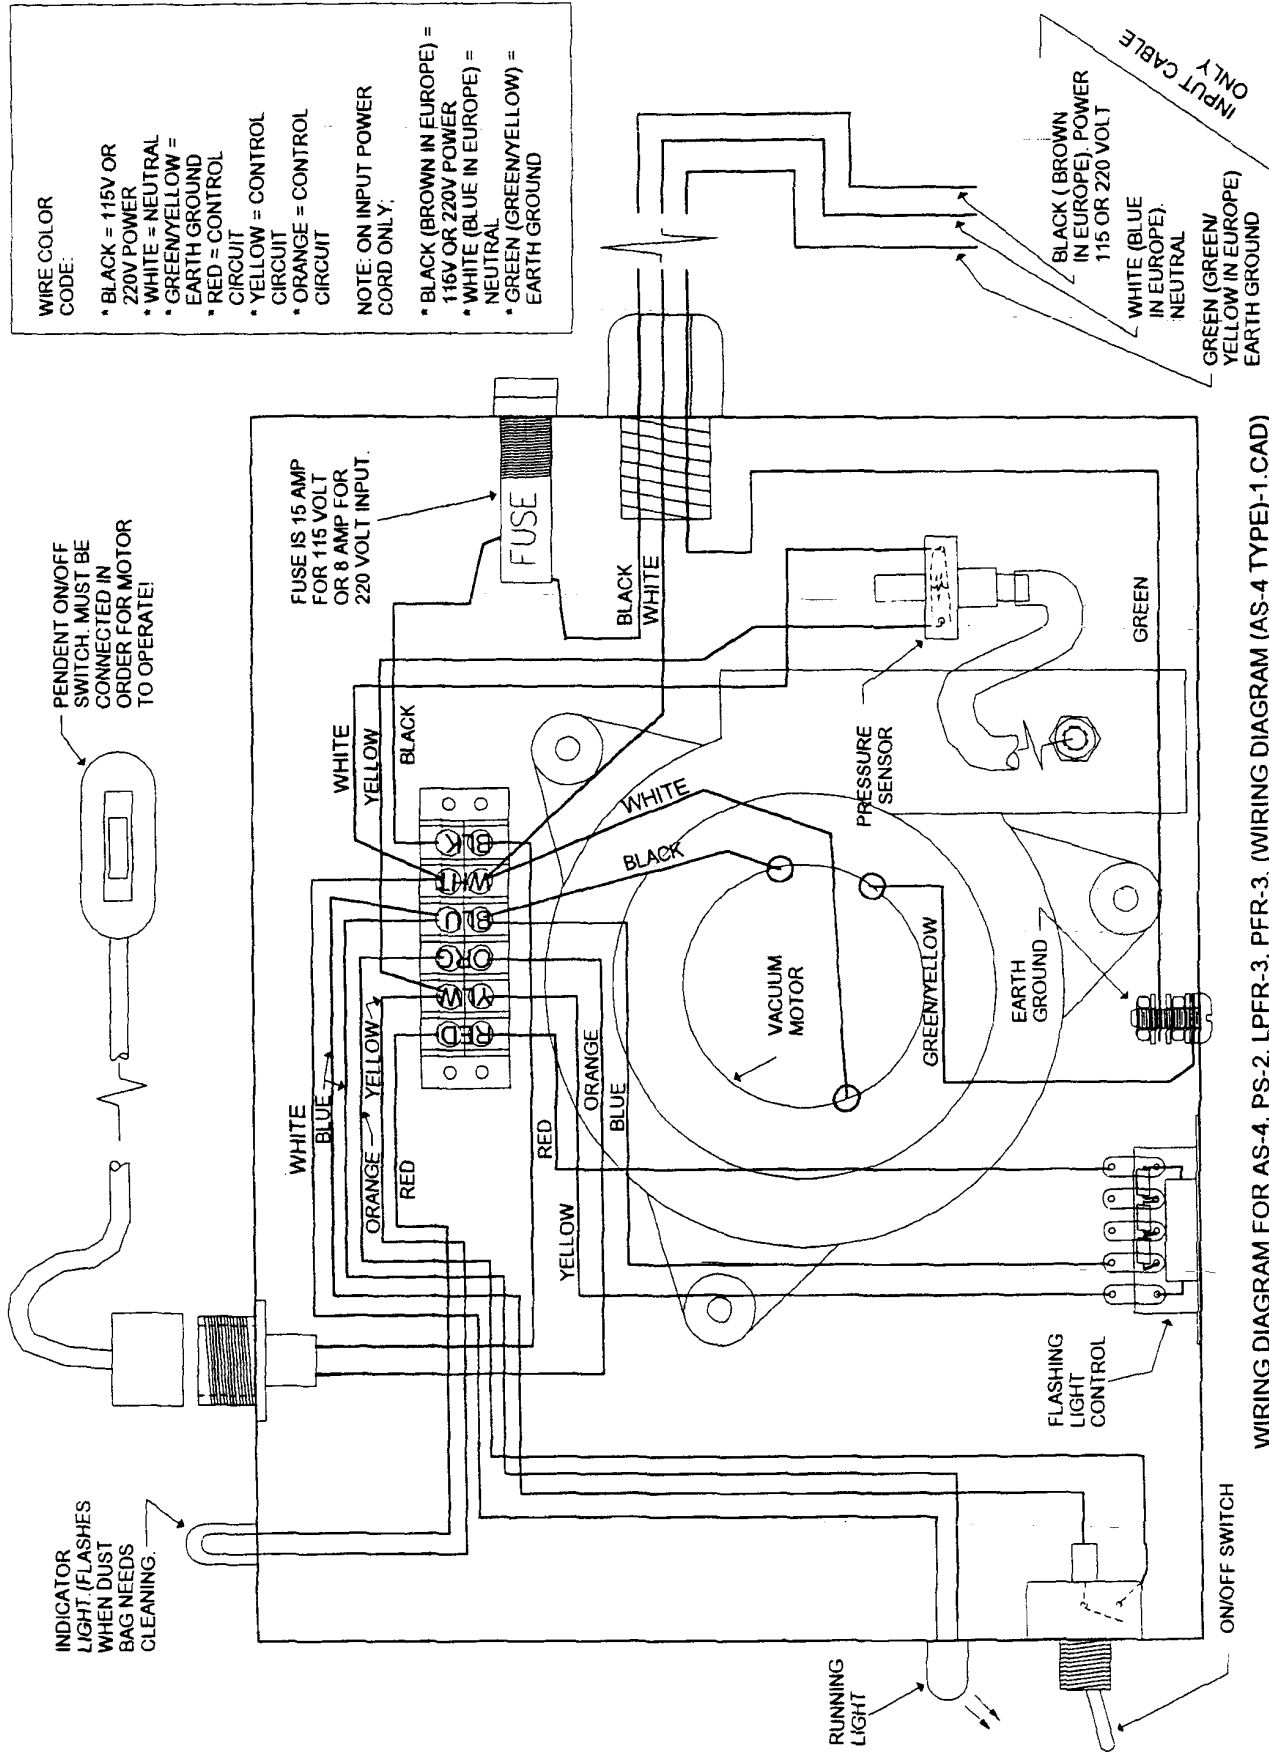 WIRE COLOR
CODE:
* BLACK = 115V OR
220V POWER
* WHITE = NEUTRAL
* GREEN/YELLOW =
EARTH GROUND
* RED = CONTROL
CIRCUIT
* YELLOW = CONTROL
CIRCUIT
* ORANGE = CONTROL
CIRCUIT
NOTE: ON INPUT POWER
CORD ONLY;
* BLACK (BROWN IN EUROPE) =
115V OR 220V POWER
* WHITE (BLUE IN EUROPE) =
NEUTRAL
* GREEN (GREEN/YELLOW) =
EARTH GROUND
PENDENT ON/OFF
SWITCH. MUST BE
CONNECTED IN
ORDER FOR MOTOR
TO OPERATE!
FUSE IS 15 AMP
FOR 115 VOLT
OR 8 AMP FOR
220 VOLT INPUT.
FUSE
BLACK
WHITE
BLACK ( BROWN
IN EUROPE). POWER
115 OR 220 VOLT
WHITE (BLUE
IN EUROPE).
NEUTRAL
GREEN (GREEN/
YELLOW IN EUROPE)
EARTH GROUND
INPUT CABLE
ONLY
WHITE
YELLOW
BLACK
BLK
WHT
BLU
ORG
YLW
RED
WHITE
BLACK
PRESSURE
SENSOR
GREEN
VACUUM
MOTOR
GREEN/YELLOW
EARTH
GROUND
WHITE
BLUE
ORANGE
YELLOW
RED
RED
YELLOW
ORANGE
BLUE
INDICATOR
LIGHT.(FLASHES
WHEN DUST
BAG NEEDS
CLEANING.
FLASHING
LIGHT
CONTROL
RUNNING
LIGHT
ON/OFF SWITCH
WIRING DIAGRAM FOR AS-4, PS-2, LPFR-3, PFR-3. (WIRING DIAGRAM (AS-4 TYPE)-1.CAD)